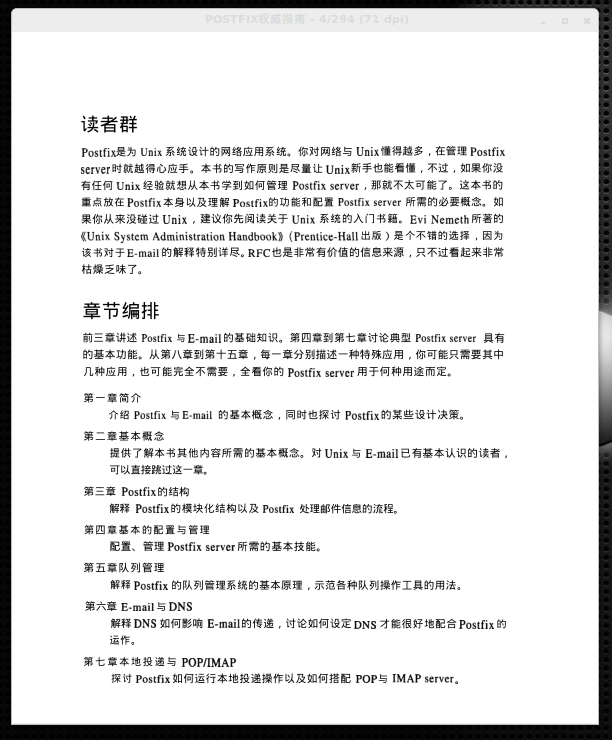 POSTFIX权威指南 - 4/294 (71 dpi)
读者群
Postfix是为 Unix 系统设计的网络应用系统。你对网络与 Unix懂得越多，在管理 Postfix
server时就越得心应手。本书的写作原则是尽量让 Unix新手也能看懂，不过，如果你没
有任何 Unix 经验就想从本书学到如何管理 Postfix server，那就不太可能了。这本书的
重点放在Postfix本身以及理解Postfix的功能和配置 Postfix server 所需的必要概念。如
果你从来没碰过 Unix，建议你先阅读关于 Unix 系统的入门书籍。Evi Nemeth所著的
《Unix System Administration Handbook》（Prentice-Hall出版）是个不错的选择，因为
该书对于E-mail的解释特别详尽。RFC也是非常有价值的信息来源，只不过看起来非常
枯燥乏味了。
章节编排
前三章讲述 Postfix 与E-mail的基础知识。第四章到第七章讨论典型 Postfix server 具有
的基本功能。从第八章到第十五章，每一章分别描述一种特殊应用，你可能只需要其中
几种应用，也可能完全不需要，全看你的 Postfix server 用于何种用途而定。
第一章简介
介绍 Postfix 与E-mail 的基本概念，同时也探讨 Postfix的某些设计决策。
第二章基本概念
提供了解本书其他内容所需的基本概念。对 Unix 与 E-mail已有基本认识的读者，
可以直接跳过这一章。
第三章 Postfix的结构
解释 Postfix的模块化结构以及 Postfix 处理邮件信息的流程。
第四章基本的配置与管理
配置、管理 Postfix server 所需的基本技能。
第五章队列管理
解释 Postfix 的队列管理系统的基本原理，示范各种队列操作工具的用法。
第六章 E-mail 与 DNS
解释 DNS 如何影响 E-mail的传递，讨论如何设定 DNS 才能很好地配合 Postfix 的
运作。
第七章本地投递与 POP/IMAP
探讨 Postfix 如何运行本地投递操作以及如何搭配 POP与 IMAP server。